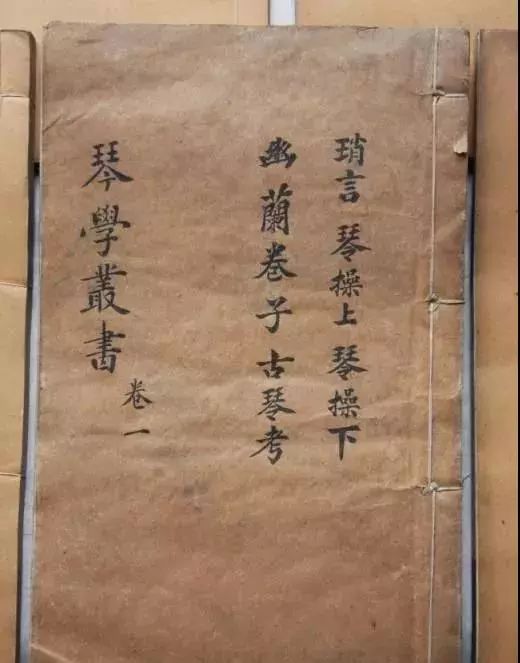 琑言 琴操上 琴操下
幽蘭卷子 古琴考
琴學叢書 卷一